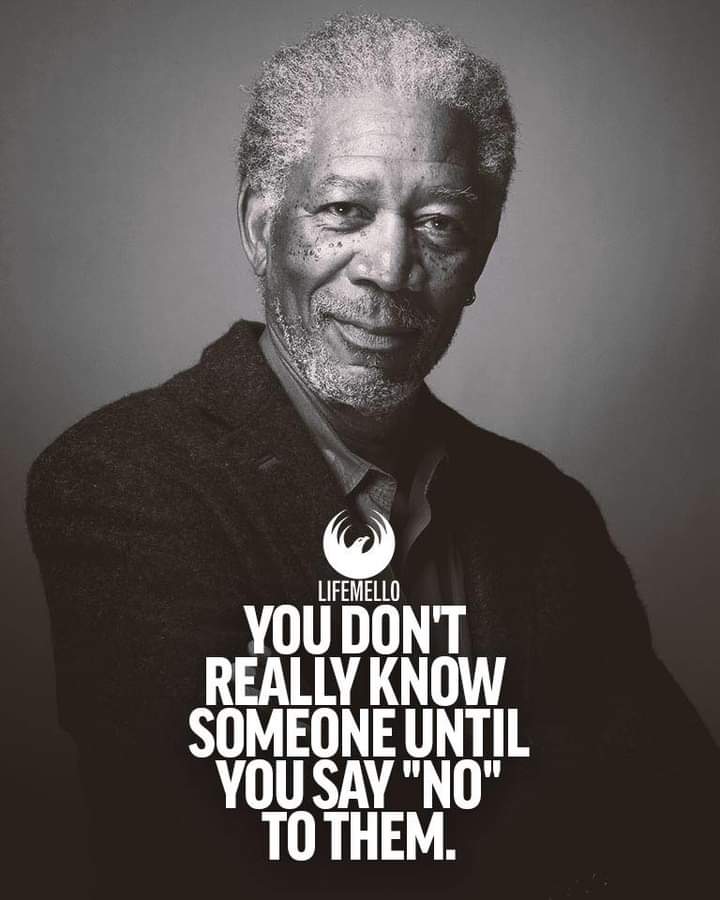 LIFEMELLO
YOU DON'T
REALLY KNOW
SOMEONE UNTIL
YOU SAY "NO"
TO THEM.